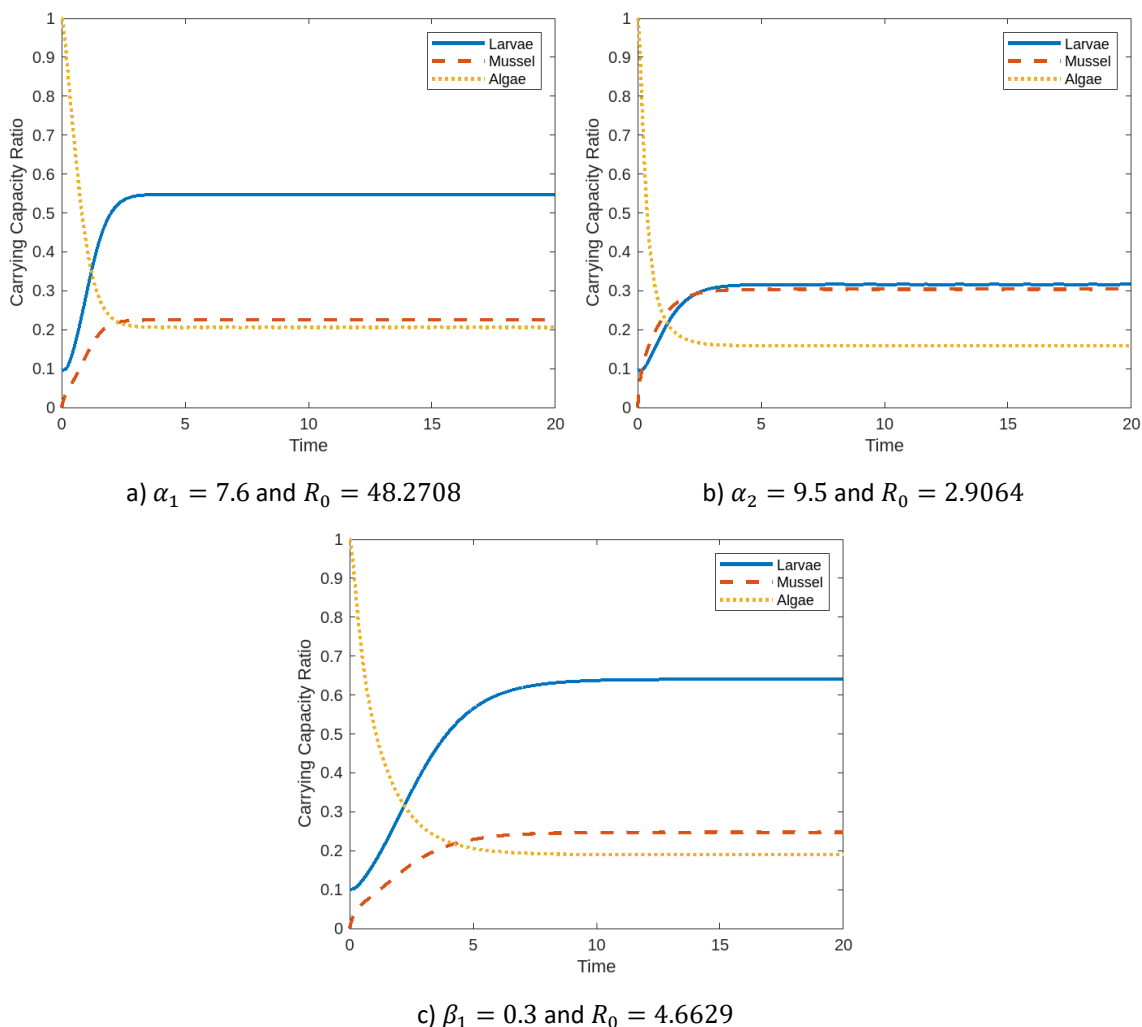 1
0.9
0.8
0.7
0.6
0.5
0.4
0.3
0.2
0.1
0
Carrying Capacity Ratio
Larvae
Mussel
Algae
0 5 10 15 20
Time
a) α₁ = 7.6 and R₀ = 48.2708
1
0.9
0.8
0.7
0.6
0.5
0.4
0.3
0.2
0.1
0
Carrying Capacity Ratio
Larvae
Mussel
Algae
0 5 10 15 20
Time
b) α₂ = 9.5 and R₀ = 2.9064
1
0.9
0.8
0.7
0.6
0.5
0.4
0.3
0.2
0.1
0
Carrying Capacity Ratio
Larvae
Mussel
Algae
0 5 10 15 20
Time
c) β₁ = 0.3 and R₀ = 4.6629